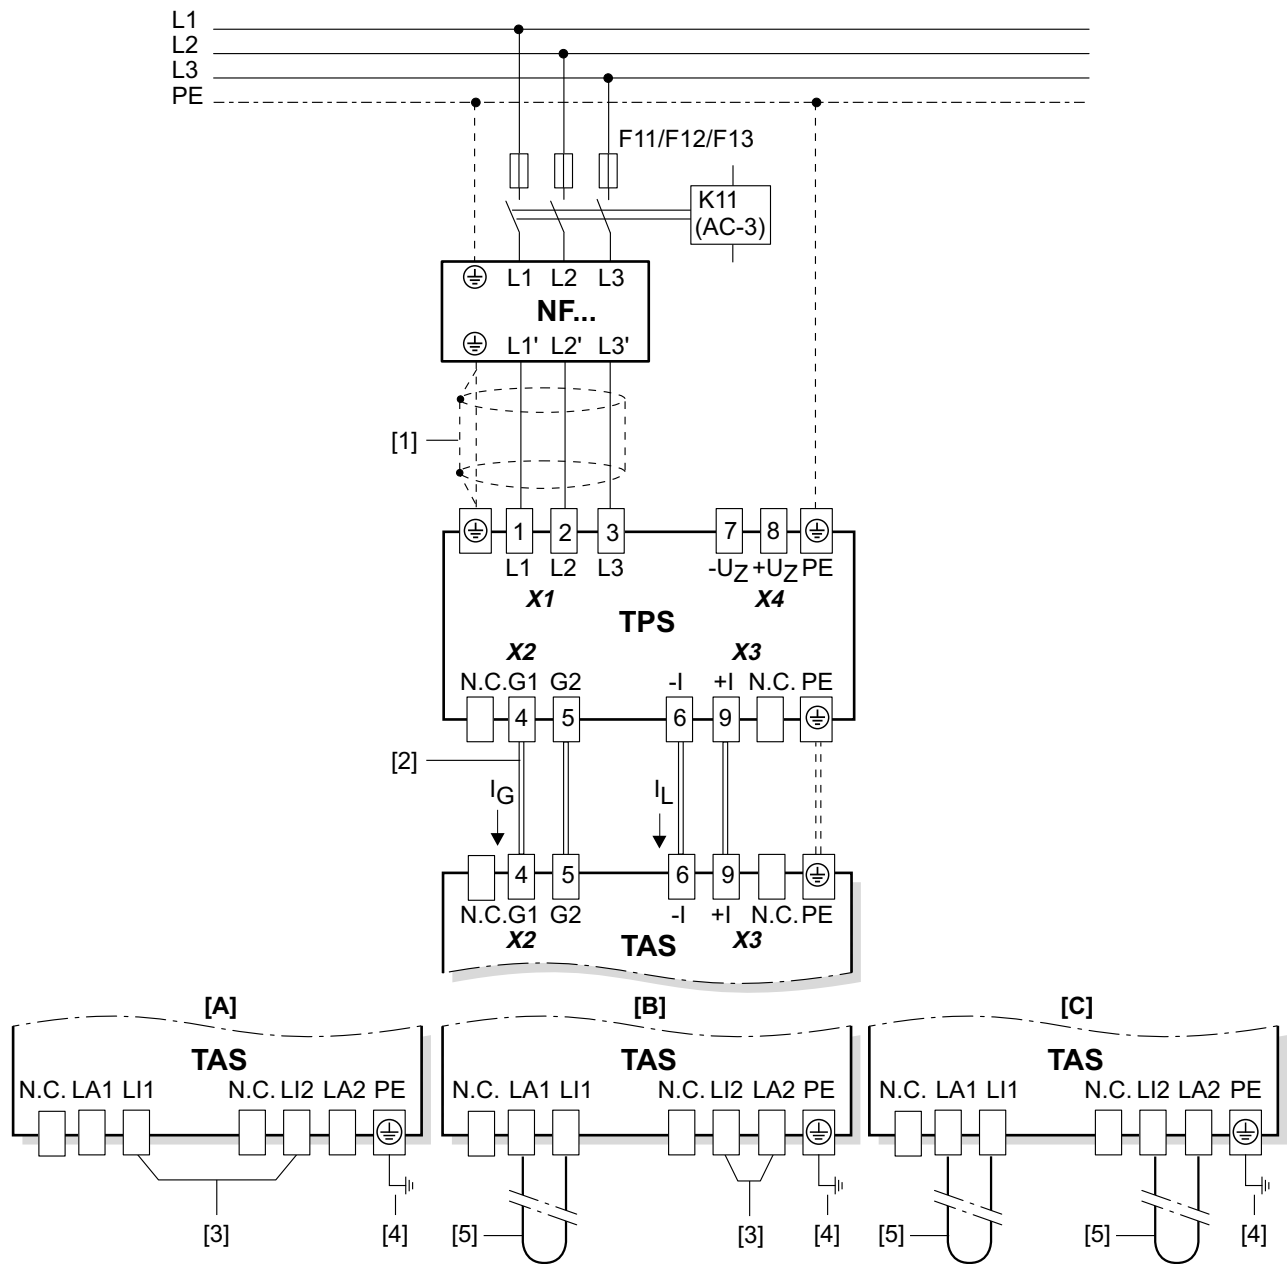 L1
L2
L3
PE
F11/F12/F13
K11
(AC-3)
L1 L2 L3
NF...
L1' L2' L3'
[1]
1 2 3 7 8
L1 L2 L3 -UZ +UZ PE
X1 X4
TPS
X2 X3
N.C. G1 G2 -I +I N.C. PE
4 5 6 9
[2]
IG IL
4 5 6 9
N.C. G1 G2 -I +I N.C. PE
X2 TAS X3
[A] [B] [C]
TAS TAS TAS
N.C. LA1 LI1 N.C. LI2 LA2 PE N.C. LA1 LI1 N.C. LI2 LA2 PE N.C. LA1 LI1 N.C. LI2 LA2 PE
[3] [4] [5] [3] [4] [5] [5] [4]